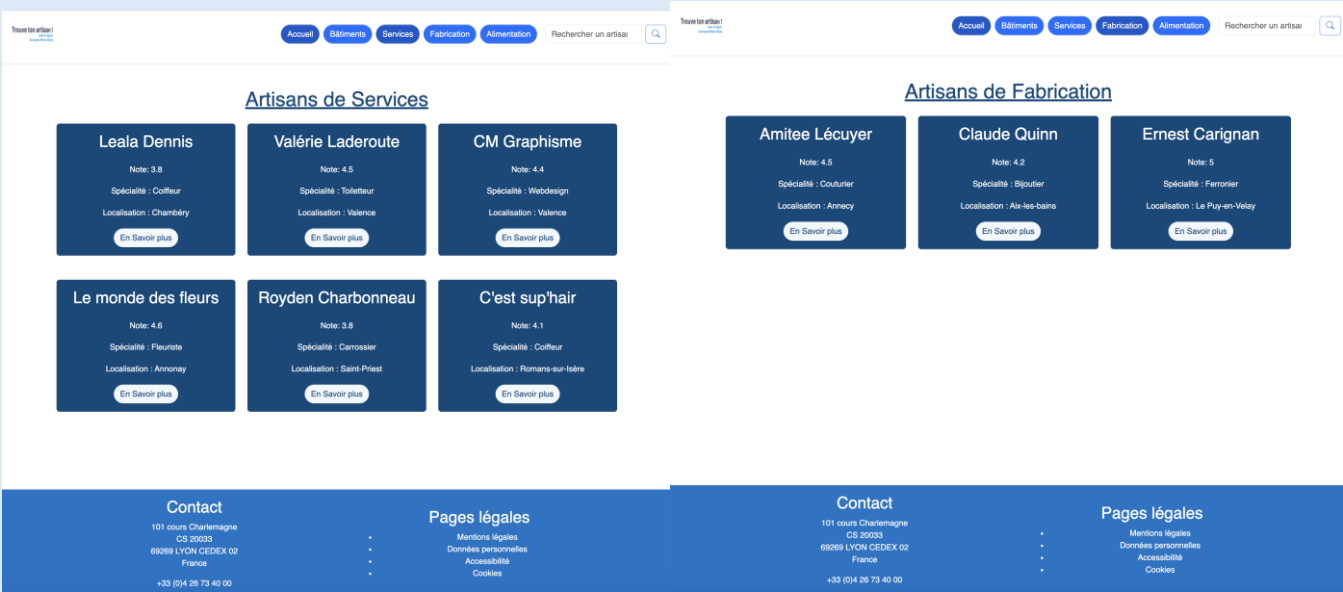 Trouve ton artisan !
Accueil Bâtiments Services Fabrication Alimentation Rechercher un artisa
Artisans de Services
Leala Dennis
Note: 3.8
Spécialité : Coiffeur
Localisation : Chambéry
En Savoir plus
Valérie Laderoute
Note: 4.5
Spécialité : Toiletteur
Localisation : Valence
En Savoir plus
CM Graphisme
Note: 4.4
Spécialité : Webdesign
Localisation : Valence
En Savoir plus
Le monde des fleurs
Note: 4.6
Spécialité : Fleuriste
Localisation : Annonay
En Savoir plus
Royden Charbonneau
Note: 3.8
Spécialité : Carrossier
Localisation : Saint-Priest
En Savoir plus
C'est sup'hair
Note: 4.1
Spécialité : Coiffeur
Localisation : Romans-sur-Isère
En Savoir plus
Contact
101 cours Charlemagne
CS 20033
69269 LYON CEDEX 02
France
+33 (0)4 26 73 40 00
Pages légales
Mentions légales
Données personnelles
Accessibilité
Cookies
Trouve ton artisan !
Accueil Bâtiments Services Fabrication Alimentation Rechercher un artisa
Artisans de Fabrication
Amitee Lécuyer
Note: 4.5
Spécialité : Couturier
Localisation : Annecy
En Savoir plus
Claude Quinn
Note: 4.2
Spécialité : Bijoutier
Localisation : Aix-les-bains
En Savoir plus
Ernest Carignan
Note: 5
Spécialité : Ferronier
Localisation : Le Puy-en-Velay
En Savoir plus
Contact
101 cours Charlemagne
CS 20033
69269 LYON CEDEX 02
France
+33 (0)4 26 73 40 00
Pages légales
Mentions légales
Données personnelles
Accessibilité
Cookies